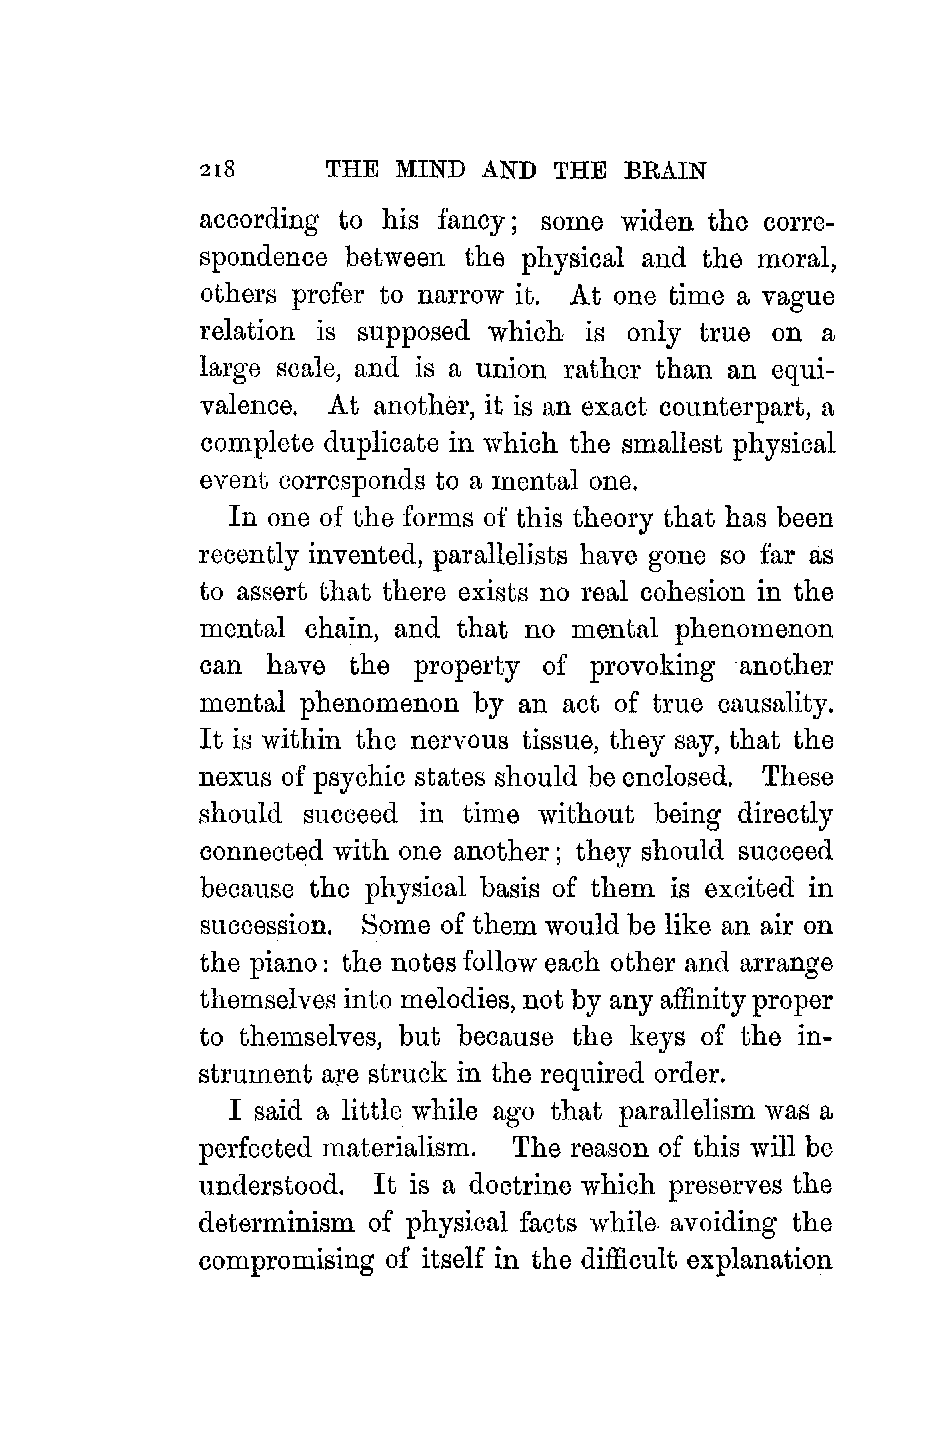 218 THE MIND AND THE BRAIN
according to his fancy; some widen the corre-
spondence between the physical and the moral,
others prefer to narrow it. At one time a vague
relation is supposed which is only true on a
large scale, and is a union rather than an equi-
valence. At another, it is an exact counterpart, a
complete duplicate in which the smallest physical
event corresponds to a mental one.
In one of the forms of this theory that has been
recently invented, parallelists have gone so far as
to assert that there exists no real cohesion in the
mental chain, and that no mental phenomenon
can have the property of provoking another
mental phenomenon by an act of true causality.
It is within the nervous tissue, they say, that the
nexus of psychic states should be enclosed. These
should succeed in time without being directly
connected with one another; they should succeed
because the physical basis of them is excited in
succession. Some of them would be like an air on
the piano: the notes follow each other and arrange
themselves into melodies, not by any affinity proper
to themselves, but because the keys of the in-
strument are struck in the required order.
I said a little while ago that parallelism was a
perfected materialism. The reason of this will be
understood. It is a doctrine which preserves the
determinism of physical facts while avoiding the
compromising of itself in the difficult explanation